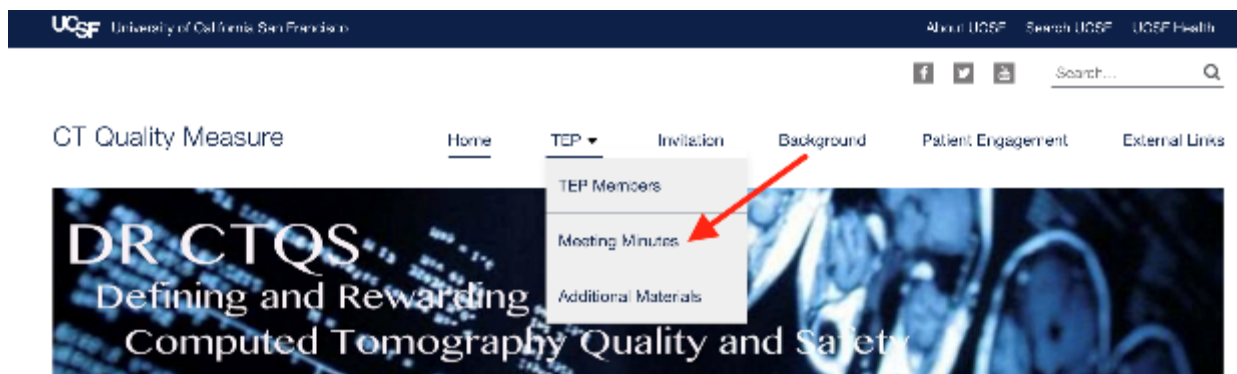 UCSF University of California San Francisco About UCSF Search UCSF UCSF Health
Search...
CT Quality Measure Home TEP Invitation Background Patient Engagement External Links
TEP Members
Meeting Minutes
Additional Materials
DR CTQS
Defining and Rewarding
Computed Tomography Quality and Safety